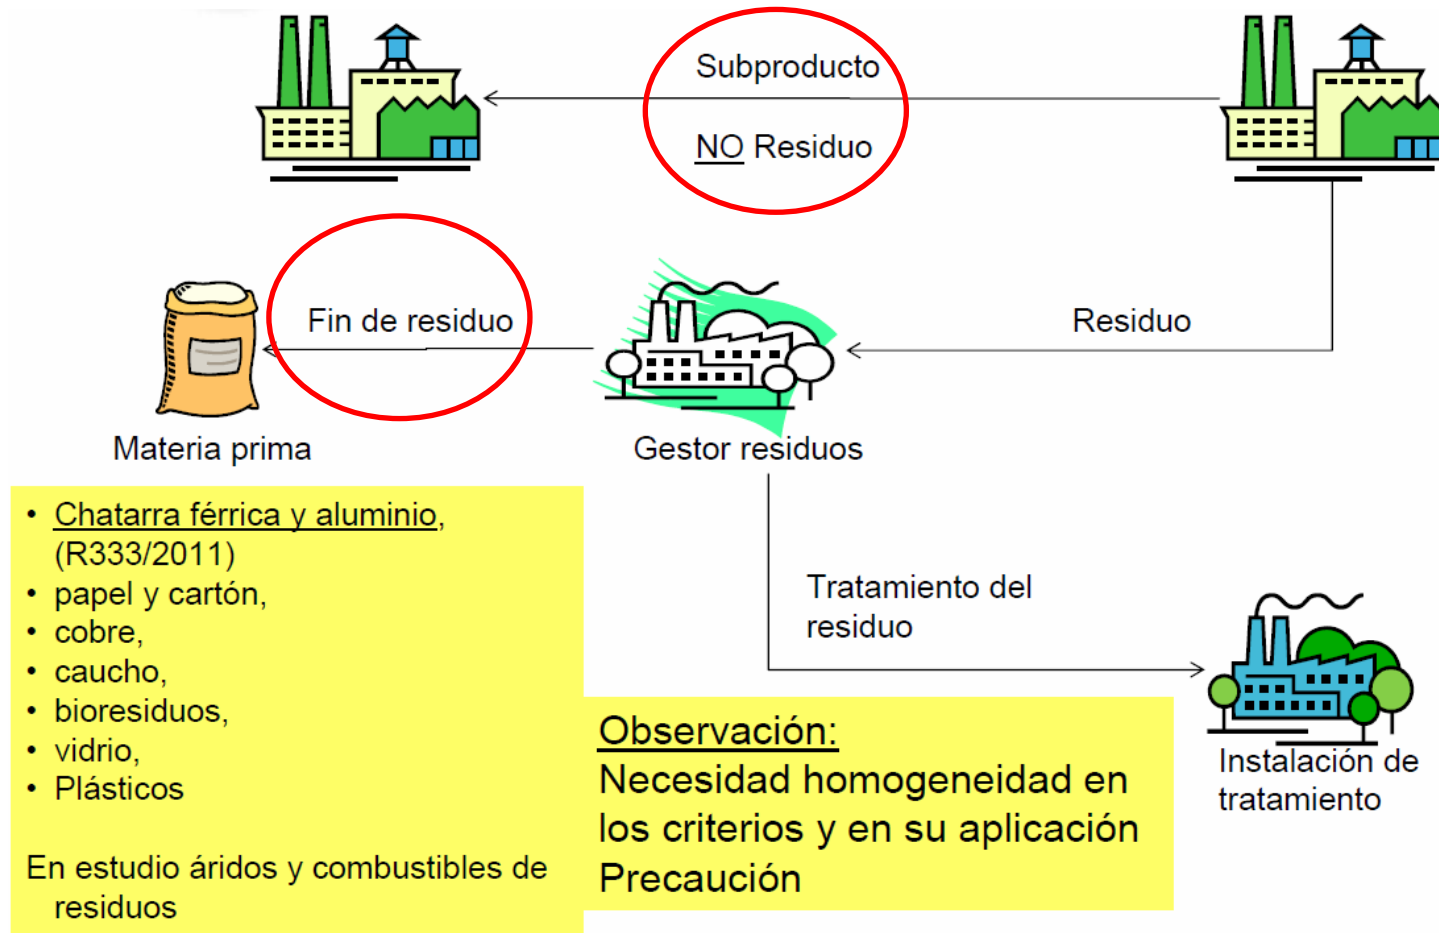 Subproducto
NO Residuo
Fin de residuo
Residuo
Materia prima
Gestor residuos
• Chatarra férrica y aluminio,
(R333/2011)
• papel y cartón,
• cobre,
• caucho,
• bioresiduos,
• vidrio,
• Plásticos
En estudio áridos y combustibles de
residuos
Tratamiento del
residuo
Observación:
Necesidad homogeneidad en
los criterios y en su aplicación
Precaución
Instalación de
tratamiento